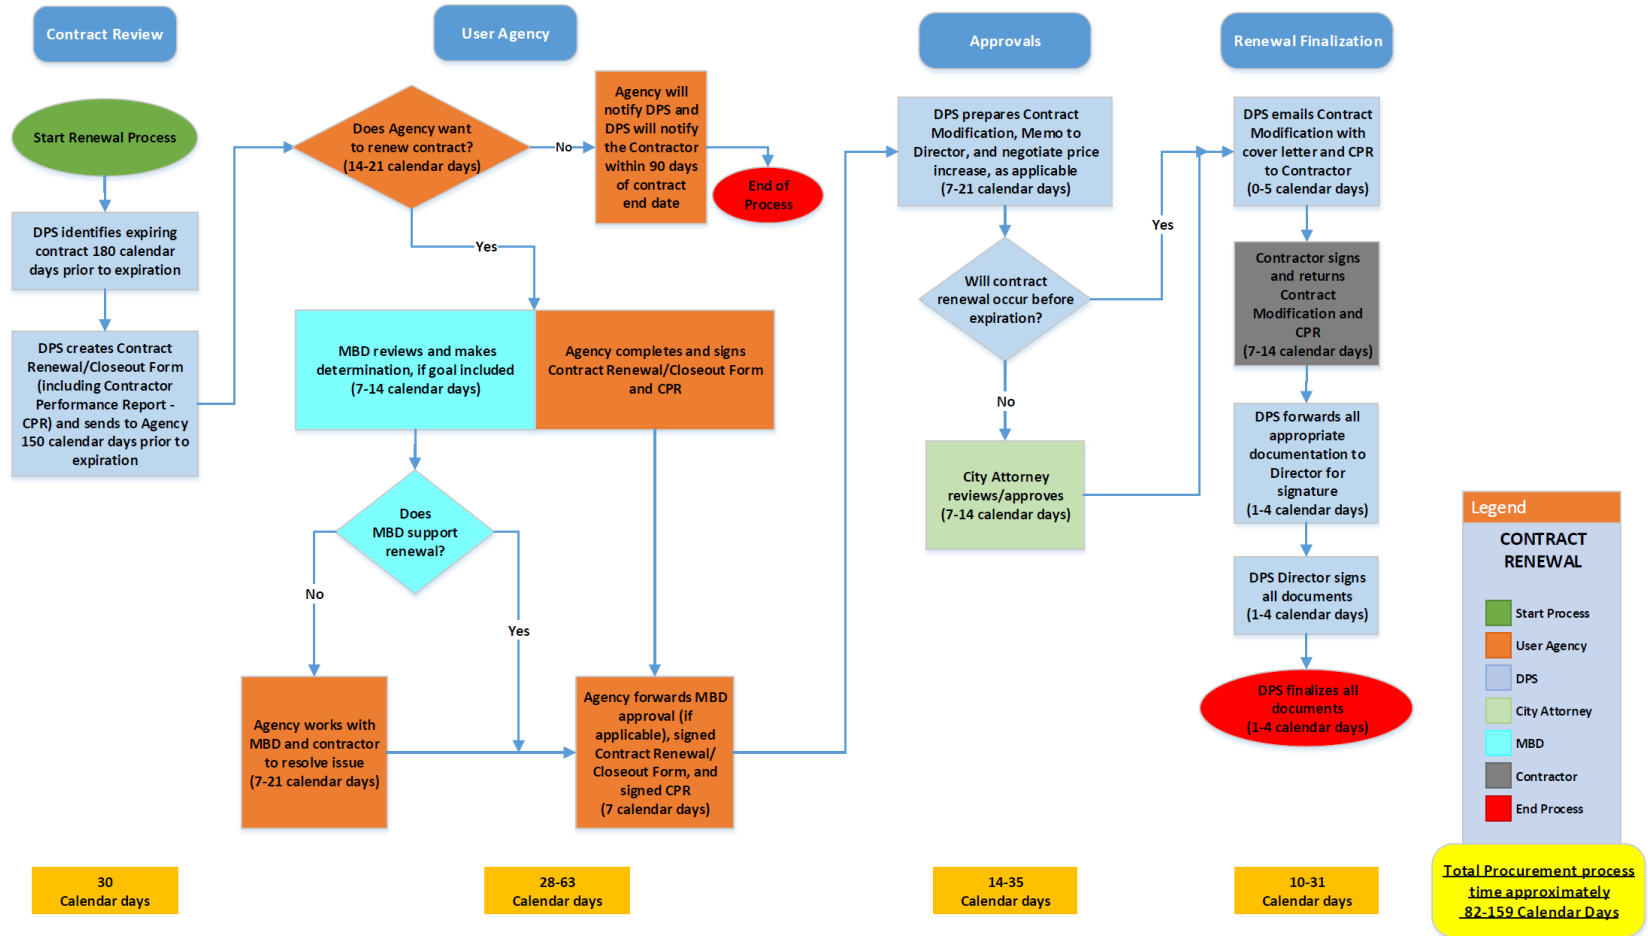 Contract Review
User Agency
Approvals
Renewal Finalization
Start Renewal Process
DPS identifies expiring
contract 180 calendar
days prior to expiration
DPS creates Contract
Renewal/Closeout Form
(including Contractor
Performance Report -
CPR) and sends to Agency
150 calendar days prior to
expiration
Does Agency want
to renew contract?
(14-21 calendar days)
No
Agency will
notify DPS and
DPS will notify
the Contractor
within 90 days
of contract
end date
End of
Process
Yes
MBD reviews and makes
determination, if goal included
(7-14 calendar days)
Agency completes and signs
Contract Renewal/Closeout Form
and CPR
Does
MBD support
renewal?
No
Yes
Agency works with
MBD and contractor
to resolve issue
(7-21 calendar days)
Agency forwards MBD
approval (if
applicable), signed
Contract Renewal/
Closeout Form, and
signed CPR
(7 calendar days)
DPS prepares Contract
Modification, Memo to
Director, and negotiate price
increase, as applicable
(7-21 calendar days)
Will contract
renewal occur before
expiration?
Yes
No
City Attorney
reviews/approves
(7-14 calendar days)
DPS emails Contract
Modification with
cover letter and CPR
to Contractor
(0-5 calendar days)
Contractor signs
and returns
Contract
Modification and
CPR
(7-14 calendar days)
DPS forwards all
appropriate
documentation to
Director for
signature
(1-4 calendar days)
DPS Director signs
all documents
(1-4 calendar days)
DPS finalizes all
documents
(1-4 calendar days)
Legend
CONTRACT
RENEWAL
Start Process
User Agency
DPS
City Attorney
MBD
Contractor
End Process
30
Calendar days
28-63
Calendar days
14-35
Calendar days
10-31
Calendar days
Total Procurement process
time approximately
82-159 Calendar Days